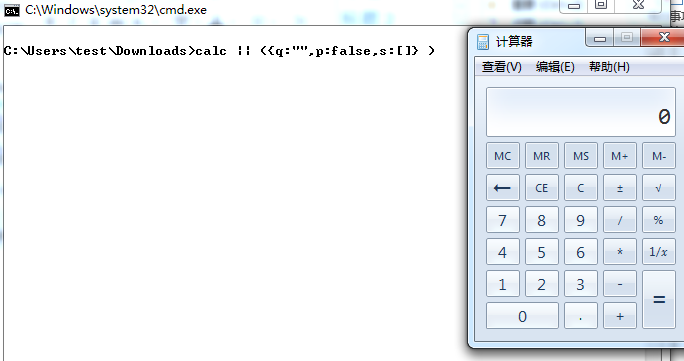 C:\Windows\system32\cmd.exe
C:\Users\test\Downloads>calc || ({q:"",p:false,s:[]} )
计算器
查看(V) 编辑(E) 帮助(H)
0
MC MR MS M+ M-
← CE C ± √
7 8 9 / %
4 5 6 * 1/x
1 2 3 - =
0 . +